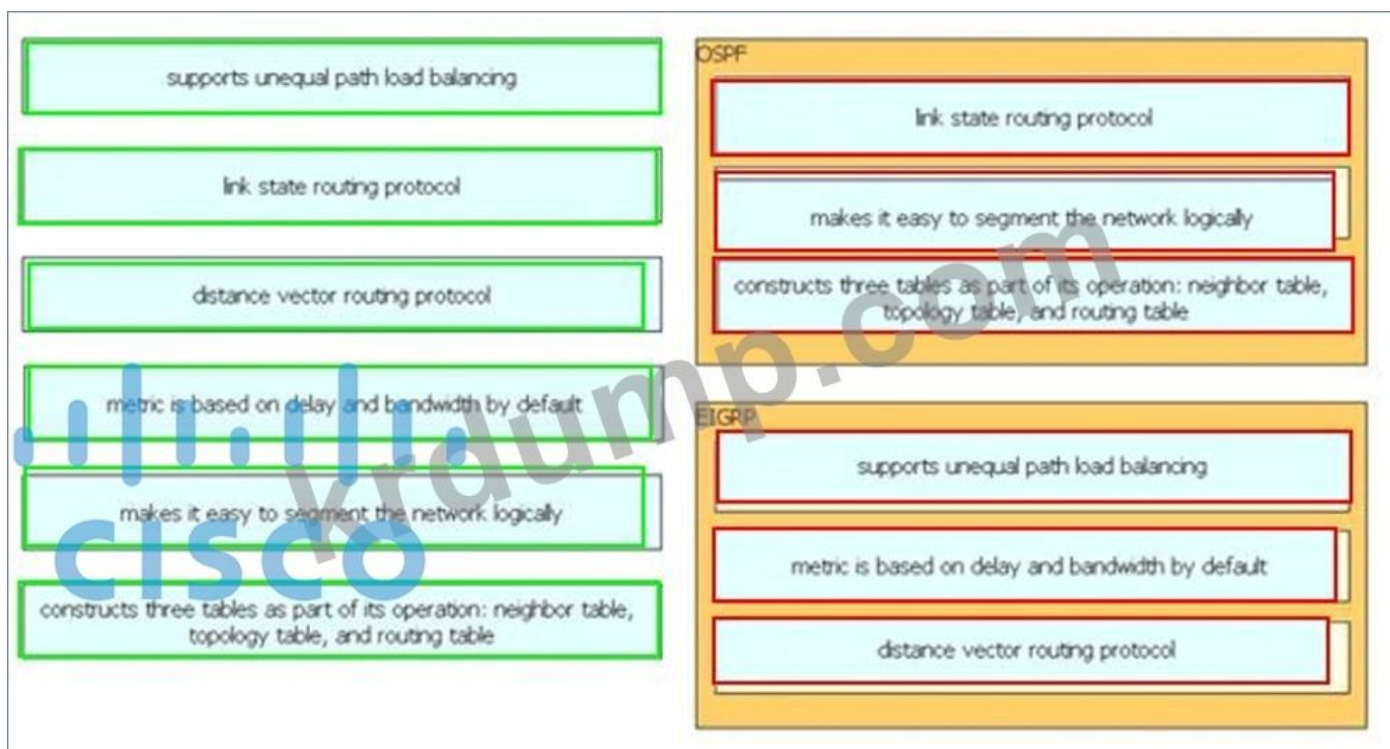 supports unequal path load balancing
link state routing protocol
distance vector routing protocol
metric is based on delay and bandwidth by default
makes it easy to segment the network logically
constructs three tables as part of its operation: neighbor table,
topology table, and routing table
OSPF
link state routing protocol
makes it easy to segment the network logically
constructs three tables as part of its operation: neighbor table,
topology table, and routing table
EIGRP
supports unequal path load balancing
metric is based on delay and bandwidth by default
distance vector routing protocol
krdump.com
CISCO